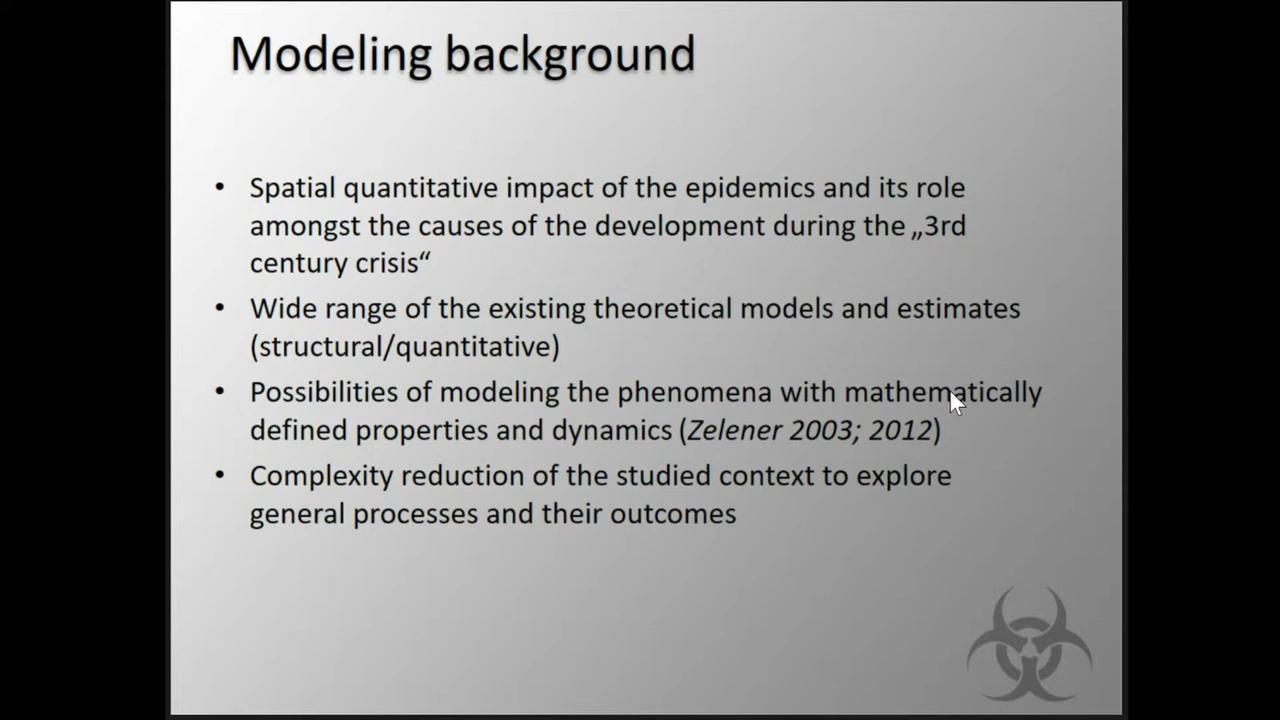 Modeling background
• Spatial quantitative impact of the epidemics and its role
amongst the causes of the development during the „3rd
century crisis“
• Wide range of the existing theoretical models and estimates
(structural/quantitative)
• Possibilities of modeling the phenomena with mathematically
defined properties and dynamics (Zelener 2003; 2012)
• Complexity reduction of the studied context to explore
general processes and their outcomes